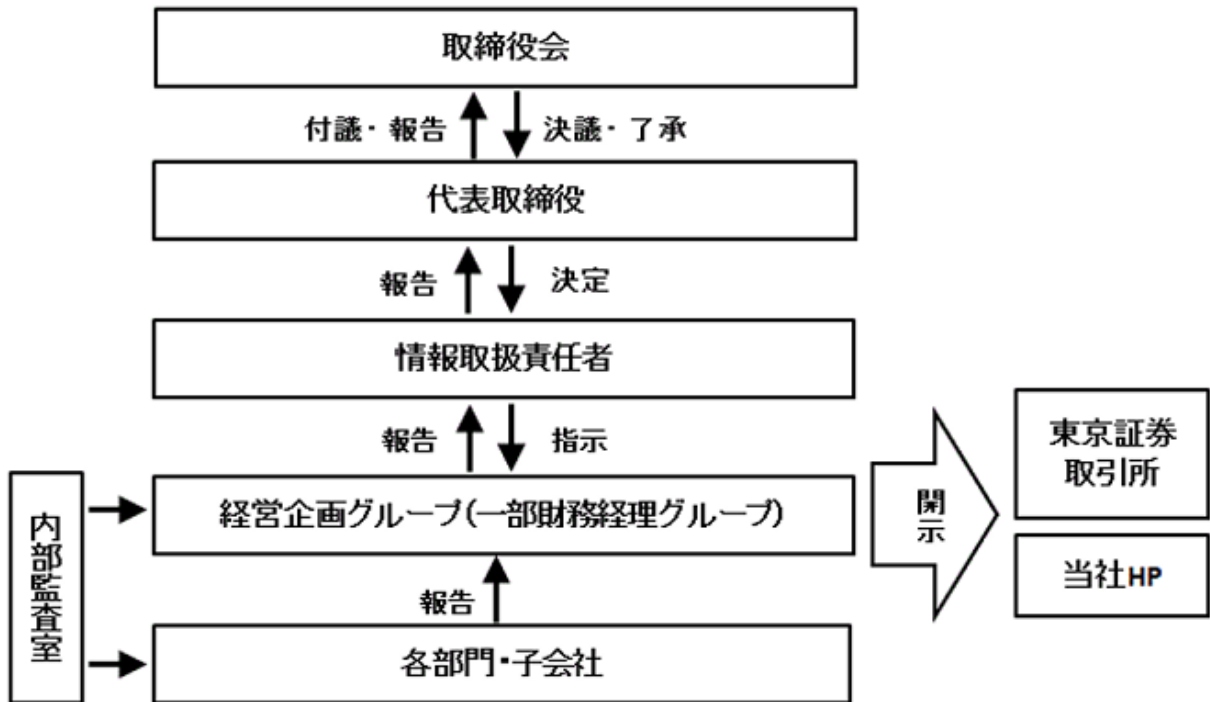 取締役会
付議・報告
決議・了承
代表取締役
報告
決定
情報取扱責任者
報告
指示
経営企画グループ(一部財務経理グループ)
報告
各部門・子会社
内部監査室
開示
東京証券
取引所
当社HP